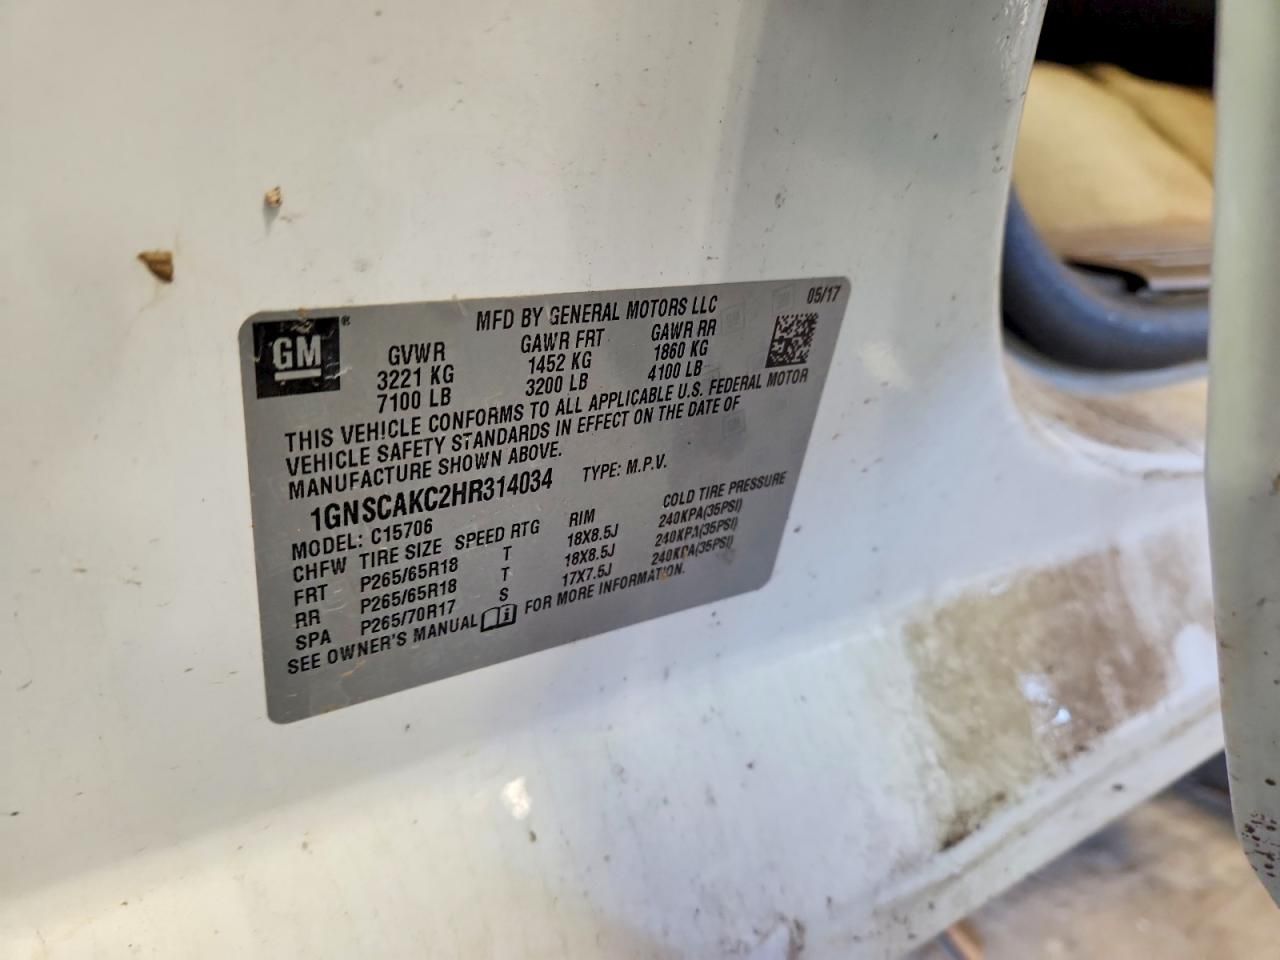 GM ®
MFD BY GENERAL MOTORS LLC 05/17
GVWR GAWR FRT GAWR RR
3221 KG 1452 KG 1860 KG
7100 LB 3200 LB 4100 LB
THIS VEHICLE CONFORMS TO ALL APPLICABLE U.S. FEDERAL MOTOR
VEHICLE SAFETY STANDARDS IN EFFECT ON THE DATE OF
MANUFACTURE SHOWN ABOVE.
1GNSCAKC2HR314034 TYPE: M.P.V.
MODEL: C15706
CHFW TIRE SIZE SPEED RTG RIM COLD TIRE PRESSURE
FRT P265/65R18 T 18X8.5J 240KPA(35PSI)
RR P265/65R18 T 18X8.5J 240KPA(35PSI)
SPA P265/70R17 S 17X7.5J 240KPA(35PSI)
SEE OWNER'S MANUAL FOR MORE INFORMATION.